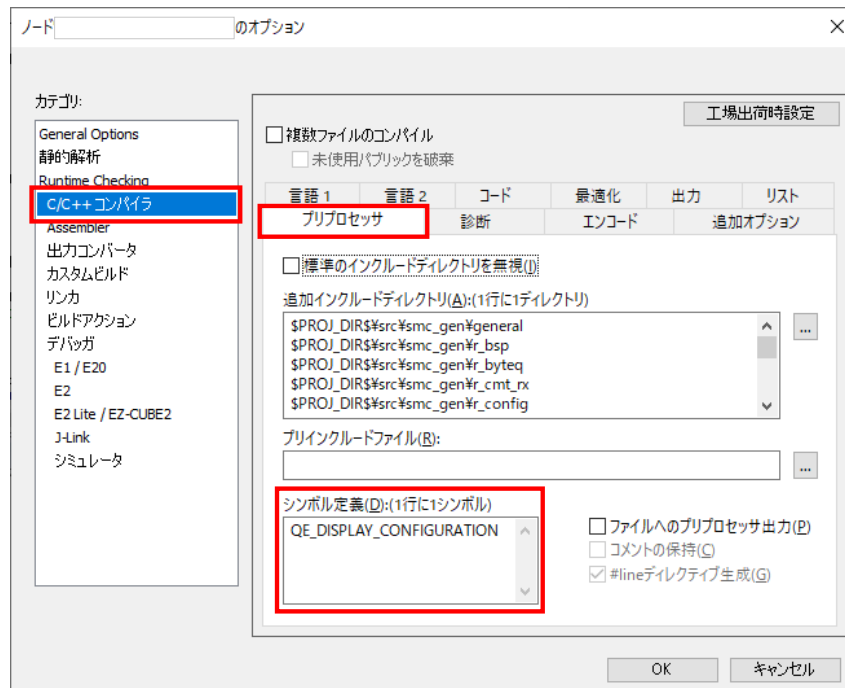 ノード のオプション
カテゴリ:
General Options
静的解析
Runtime Checking
C/C++ コンパイラ
Assembler
出力コンバータ
カスタムビルド
リンカ
ビルドアクション
デバッガ
E1 / E20
E2
E2 Lite / EZ-CUBE2
J-Link
シミュレータ
工場出荷時設定
複数ファイルのコンパイル
未使用パブリックを破棄
言語 1 言語 2 コード 最適化 出力 リスト
プリプロセッサ 診断 エンコード 追加オプション
標準のインクルードディレクトリを無視(I)
追加インクルードディレクトリ(A):(1行に1ディレクトリ)
$PROJ_DIR$¥src¥smc_gen¥general
$PROJ_DIR$¥src¥smc_gen¥r_bsp
$PROJ_DIR$¥src¥smc_gen¥r_byteq
$PROJ_DIR$¥src¥smc_gen¥r_cmt_rx
$PROJ_DIR$¥src¥smc_gen¥r_config
...
プリインクルードファイル(R):
...
シンボル定義(D):(1行に1シンボル)
QE_DISPLAY_CONFIGURATION
ファイルへのプリプロセッサ出力(P)
コメントの保持(C)
#lineディレクティブ生成(G)
OK キャンセル